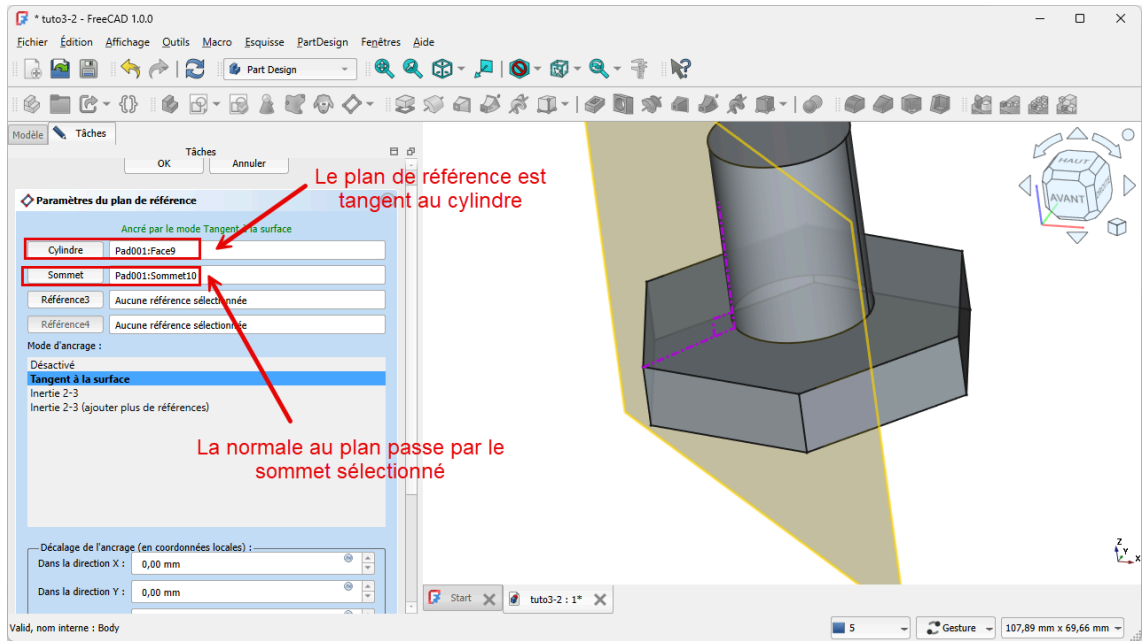 * tuto3-2 - FreeCAD 1.0.0
Fichier Édition Affichage Outils Macro Esquisse PartDesign Fenêtres Aide
Part Design
Modèle Tâches
Tâches
OK Annuler
Le plan de référence est
tangent au cylindre
Paramètres du plan de référence
Ancré par le mode Tangent à la surface
Cylindre Pad001:Face9
Sommet Pad001:Sommet10
Référence3 Aucune référence sélectionnée
Référence4 Aucune référence sélectionnée
Mode d'ancrage :
Désactivé
Tangent à la surface
Inertie 2-3
Inertie 2-3 (ajouter plus de références)
La normale au plan passe par le
sommet sélectionné
Décalage de l'ancrage (en coordonnées locales) :
Dans la direction X : 0,00 mm
Dans la direction Y : 0,00 mm
HAUT
AVANT
Z
Y
X
Start tuto3-2 : 1*
Valid, nom interne : Body
5 Gesture 107,89 mm x 69,66 mm